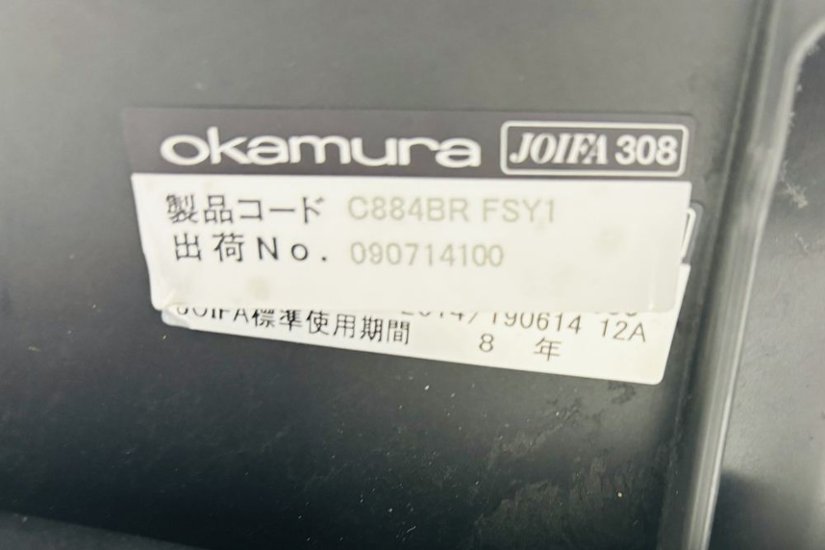 okamura JOIFA 308
製品コード C884BR FSY1
出荷No. 090714100
2014/190614 12A
JOIFA標準使用期間 8 年